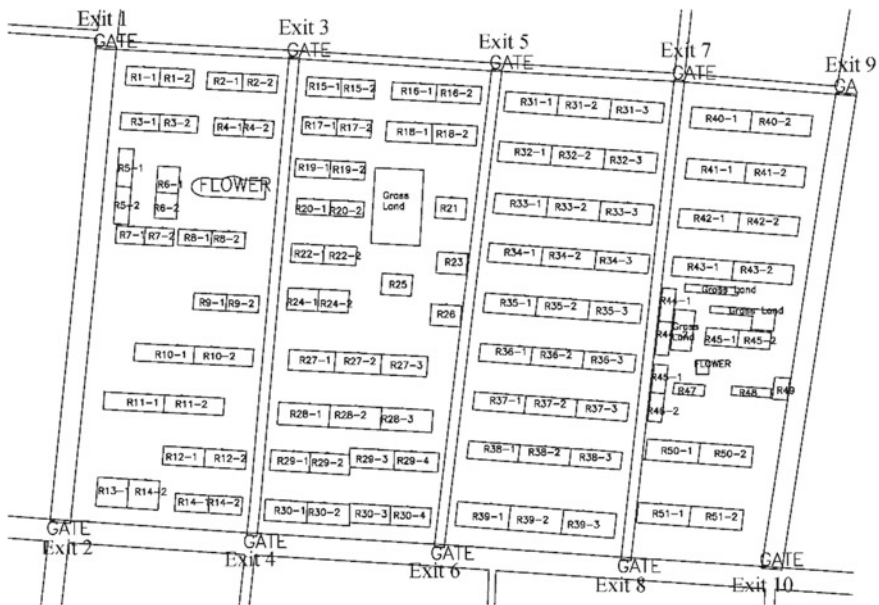 Exit 1
GATE
Exit 3
GATE
Exit 5
GATE
Exit 7
GATE
Exit 9
GA
R1-1 R1-2
R2-1 R2-2
R3-1 R3-2
R4-1 R4-2
R5-1
R5-2
R6-1
R6-2
FLOWER
R7-1 R7-2
R8-1 R8-2
R9-1 R9-2
R10-1 R10-2
R11-1 R11-2
R12-1 R12-2
R13-1 R14-2
R14-1 R14-2
R15-1 R15-2
R16-1 R16-2
R17-1 R17-2
R18-1 R18-2
R19-1 R19-2
R20-1 R20-2
Grass
Land
R21
R22-1 R22-2
R23
R24-1 R24-2
R25
R26
R27-1 R27-2 R27-3
R28-1 R28-2 R28-3
R29-1 R29-2 R29-3 R29-4
R30-1 R30-2 R30-3 R30-4
R31-1 R31-2 R31-3
R32-1 R32-2 R32-3
R33-1 R33-2 R33-3
R34-1 R34-2 R34-3
R35-1 R35-2 R35-3
R36-1 R36-2 R36-3
R37-1 R37-2 R37-3
R38-1 R38-2 R38-3
R39-1 R39-2 R39-3
R40-1 R40-2
R41-1 R41-2
R42-1 R42-2
R43-1 R43-2
Grass Land
R44-1
R44-2
Grass
Land
Grass Land
R45-1 R45-2
FLOWER
R45-1
R46-2
R47
R48
R49
R50-1 R50-2
R51-1 R51-2
GATE
Exit 2
GATE
Exit 4
GATE
Exit 6
GATE
Exit 8
GATE
Exit 10